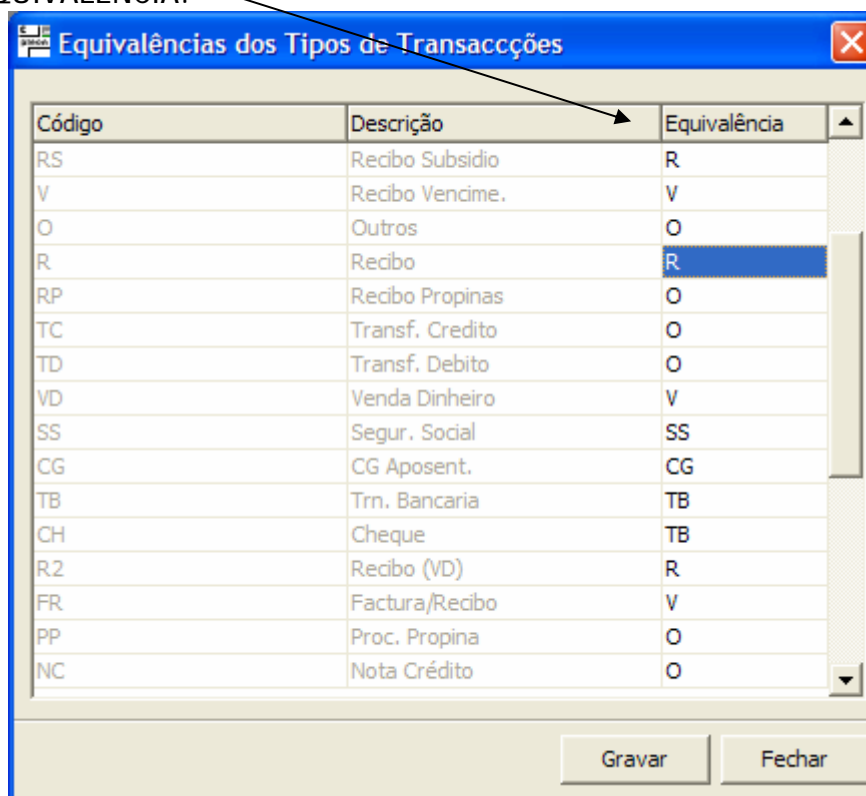 Equivalências dos Tipos de Transaccções
Código Descrição Equivalência
RS Recibo Subsidio R
V Recibo Vencime. V
O Outros O
R Recibo R
RP Recibo Propinas O
TC Transf. Credito O
TD Transf. Debito O
VD Venda Dinheiro V
SS Segur. Social SS
CG CG Aposent. CG
TB Trn. Bancaria TB
CH Cheque TB
R2 Recibo (VD) R
FR Factura/Recibo V
PP Proc. Propina O
NC Nota Crédito O
Gravar Fechar